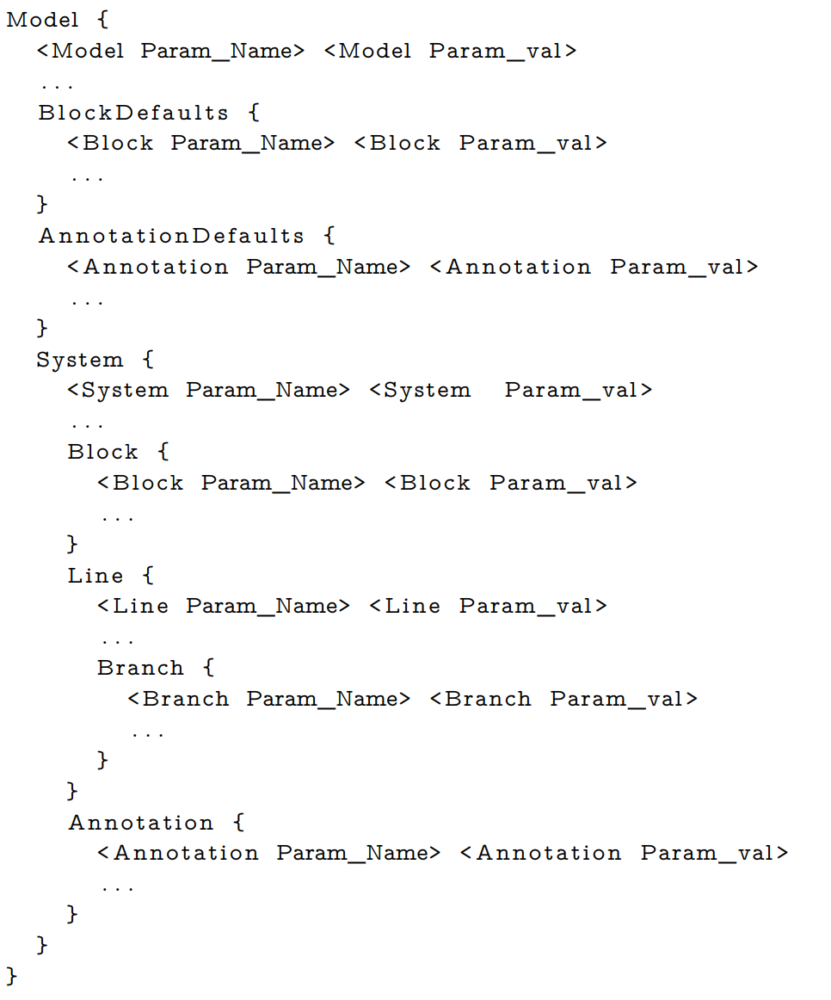 Model {
<Model Param_Name> <Model Param_val>
...
BlockDefaults {
<Block Param_Name> <Block Param_val>
...
}
AnnotationDefaults {
<Annotation Param_Name> <Annotation Param_val>
...
}
System {
<System Param_Name> <System Param_val>
...
Block {
<Block Param_Name> <Block Param_val>
...
}
Line {
<Line Param_Name> <Line Param_val>
...
Branch {
<Branch Param_Name> <Branch Param_val>
...
}
}
Annotation {
<Annotation Param_Name> <Annotation Param_val>
...
}
}
}